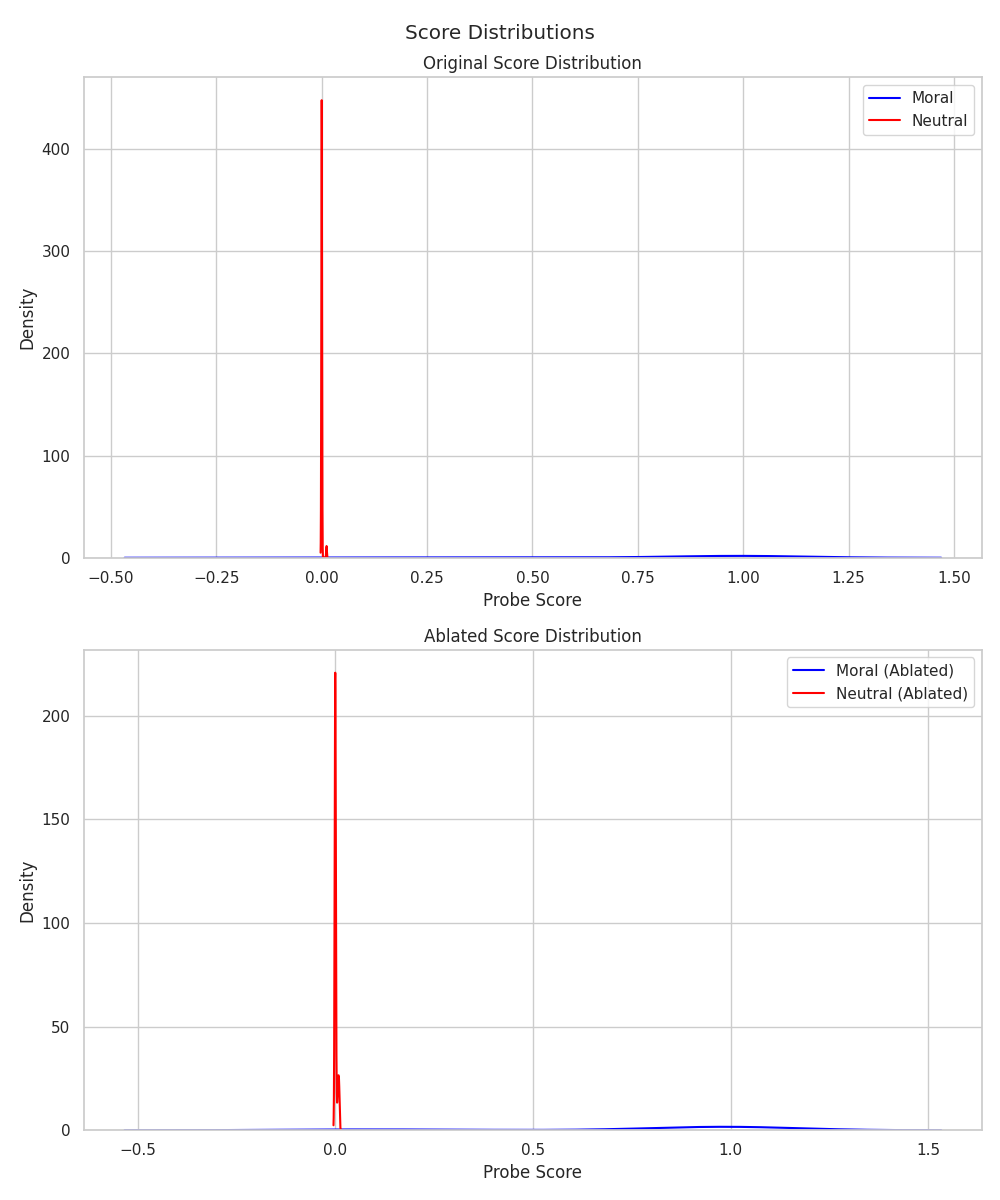 Score Distributions
Original Score Distribution
Moral
Neutral
400
300
200
100
0
Density
−0.50
−0.25
0.00
0.25
0.50
0.75
1.00
1.25
1.50
Probe Score
Ablated Score Distribution
Moral (Ablated)
Neutral (Ablated)
200
150
100
50
0
Density
−0.5
0.0
0.5
1.0
1.5
Probe Score